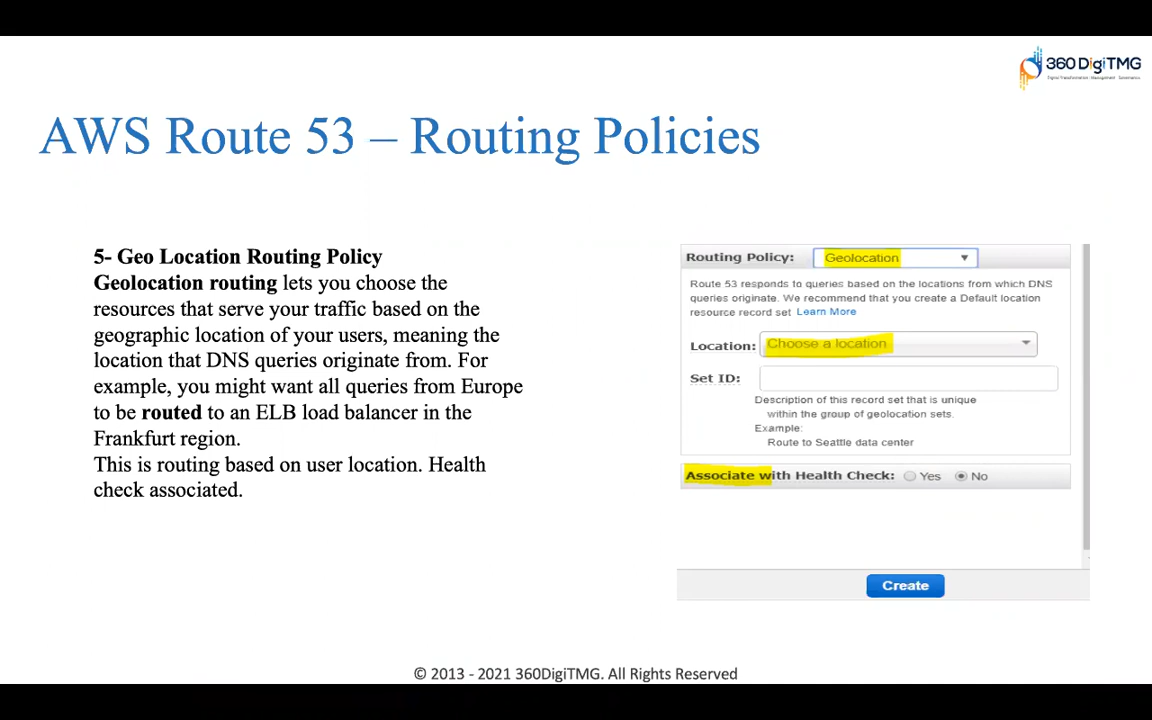 360DigiTMG
AWS Route 53 – Routing Policies
5- Geo Location Routing Policy
Geolocation routing lets you choose the
resources that serve your traffic based on the
geographic location of your users, meaning the
location that DNS queries originate from. For
example, you might want all queries from Europe
to be routed to an ELB load balancer in the
Frankfurt region.
This is routing based on user location. Health
check associated.
Routing Policy: Geolocation
Route 53 responds to queries based on the locations from which DNS
queries originate. We recommend that you create a Default location
resource record set Learn More
Location: Choose a location
Set ID:
Description of this record set that is unique
within the group of geolocation sets.
Example:
Route to Seattle data center
Associate with Health Check: Yes No
Create
© 2013 - 2021 360DigiTMG. All Rights Reserved